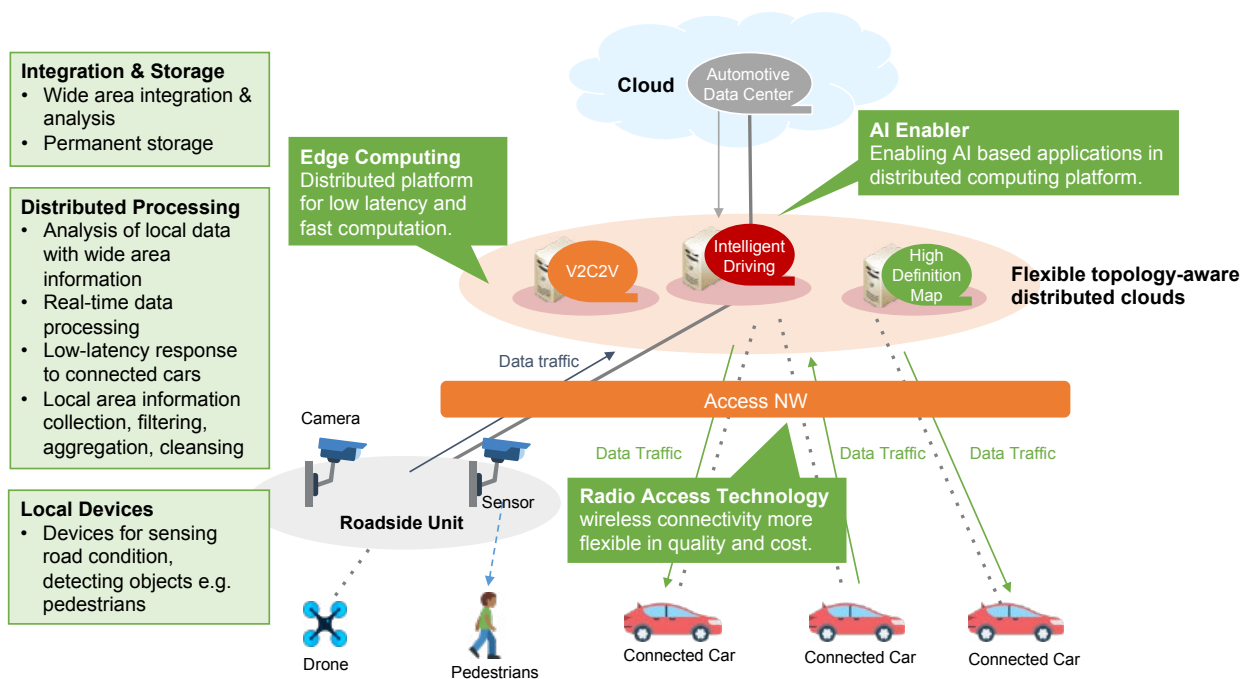 Integration & Storage
• Wide area integration &
analysis
• Permanent storage
Distributed Processing
• Analysis of local data
with wide area
information
• Real-time data
processing
• Low-latency response
to connected cars
• Local area information
collection, filtering,
aggregation, cleansing
Local Devices
• Devices for sensing
road condition,
detecting objects e.g.
pedestrians
Cloud
Automotive
Data Center
Edge Computing
Distributed platform
for low latency and
fast computation.
AI Enabler
Enabling AI based applications in
distributed computing platform.
V2C2V
Intelligent
Driving
High
Definition
Map
Flexible topology-aware
distributed clouds
Data traffic
Access NW
Camera
Sensor
Roadside Unit
Data Traffic
Data Traffic
Data Traffic
Radio Access Technology
wireless connectivity more
flexible in quality and cost.
Drone
Pedestrians
Connected Car
Connected Car
Connected Car